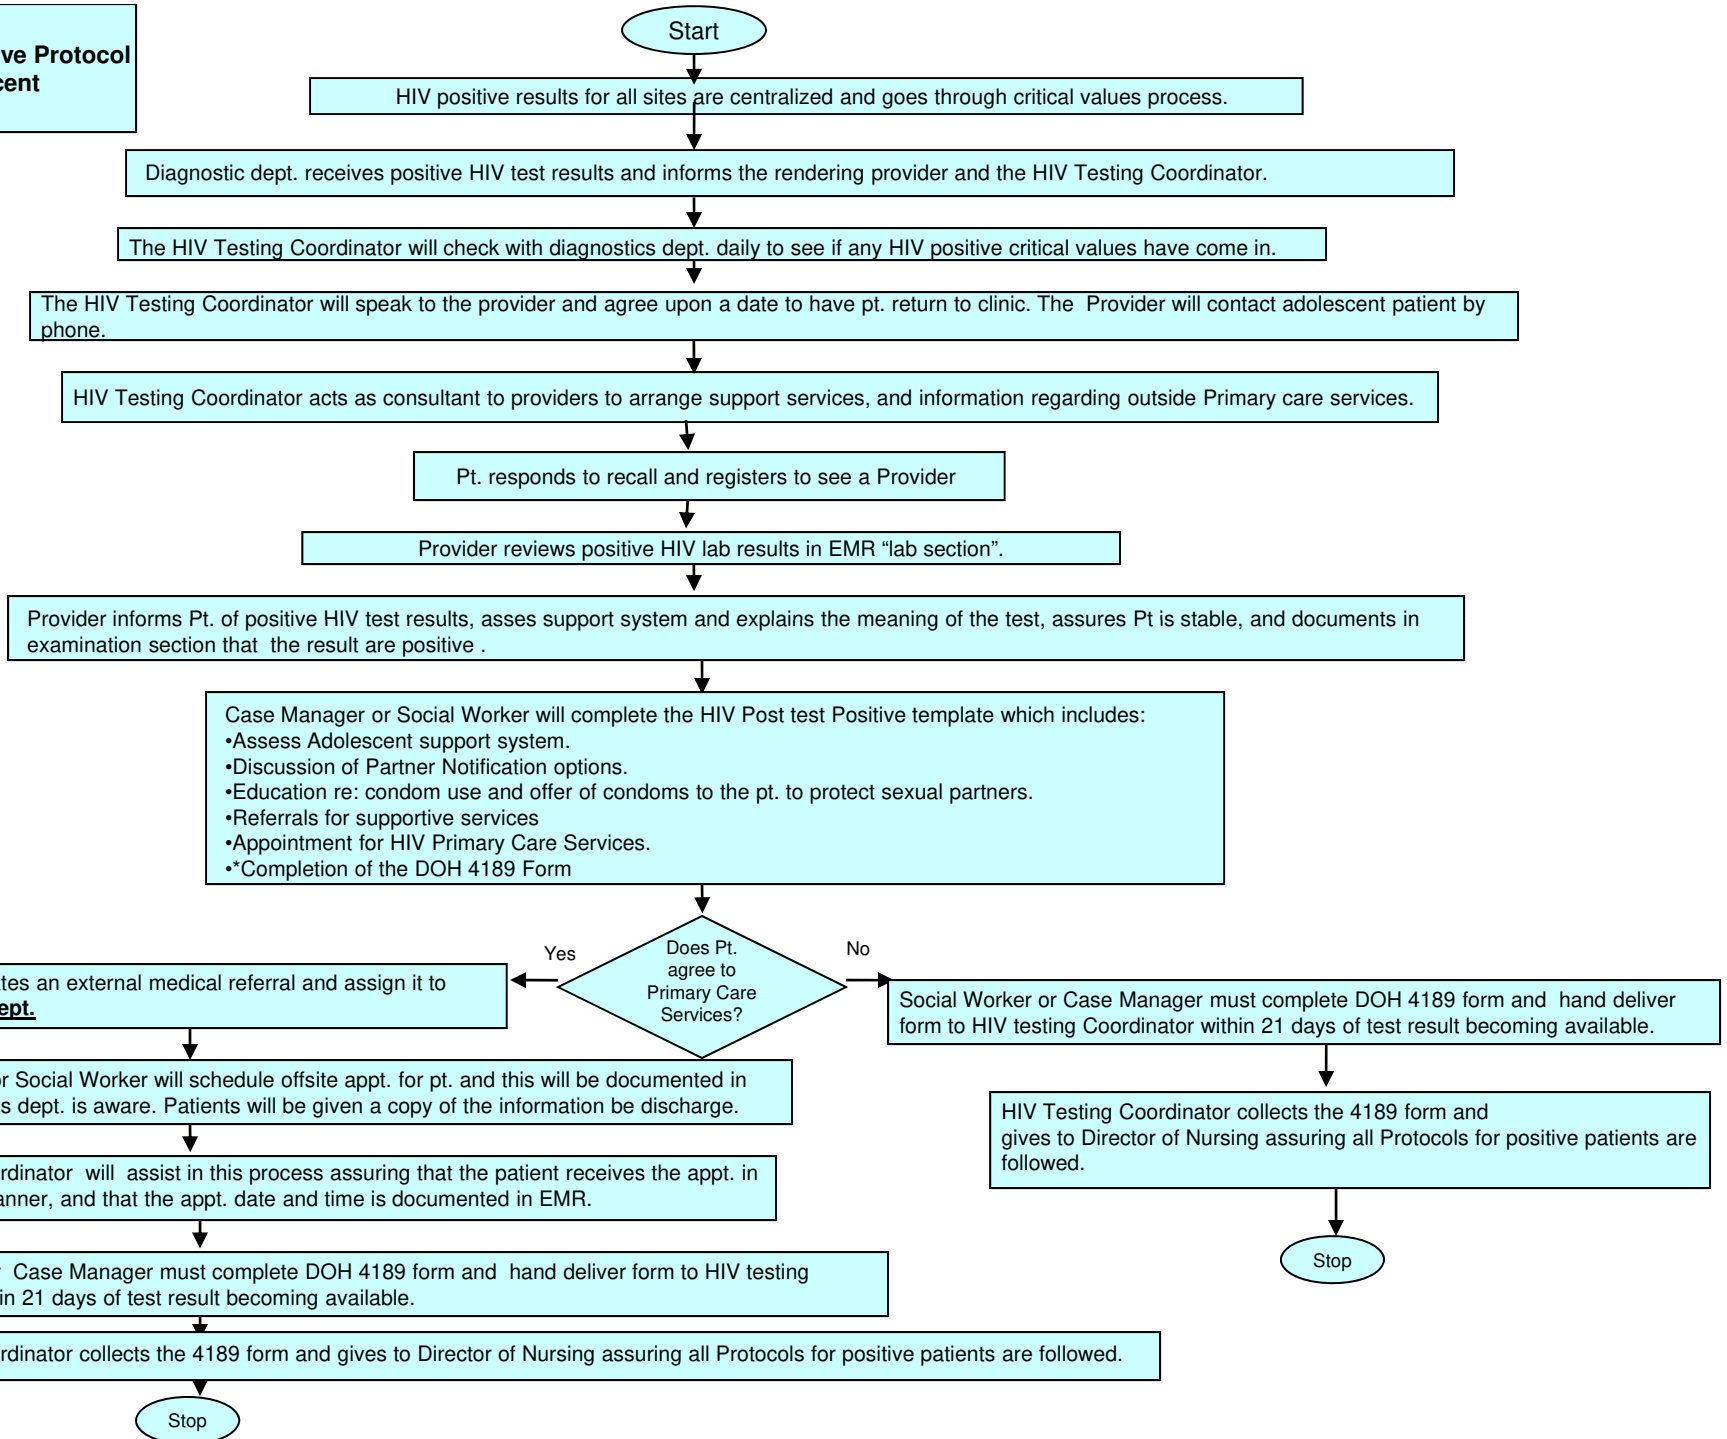 ve Protocol
cent
Start
HIV positive results for all sites are centralized and goes through critical values process.
Diagnostic dept. receives positive HIV test results and informs the rendering provider and the HIV Testing Coordinator.
The HIV Testing Coordinator will check with diagnostics dept. daily to see if any HIV positive critical values have come in.
The HIV Testing Coordinator will speak to the provider and agree upon a date to have pt. return to clinic. The Provider will contact adolescent patient by
phone.
HIV Testing Coordinator acts as consultant to providers to arrange support services, and information regarding outside Primary care services.
Pt. responds to recall and registers to see a Provider
Provider reviews positive HIV lab results in EMR “lab section”.
Provider informs Pt. of positive HIV test results, asses support system and explains the meaning of the test, assures Pt is stable, and documents in
examination section that the result are positive .
Case Manager or Social Worker will complete the HIV Post test Positive template which includes:
•Assess Adolescent support system.
•Discussion of Partner Notification options.
•Education re: condom use and offer of condoms to the pt. to protect sexual partners.
•Referrals for supportive services
•Appointment for HIV Primary Care Services.
•*Completion of the DOH 4189 Form
Does Pt.
agree to
Primary Care
Services?
Yes
No
tes an external medical referral and assign it to
ept.
or Social Worker will schedule offsite appt. for pt. and this will be documented in
s dept. is aware. Patients will be given a copy of the information be discharge.
rdinator will assist in this process assuring that the patient receives the appt. in
anner, and that the appt. date and time is documented in EMR.
Case Manager must complete DOH 4189 form and hand deliver form to HIV testing
in 21 days of test result becoming available.
rdinator collects the 4189 form and gives to Director of Nursing assuring all Protocols for positive patients are followed.
Stop
Social Worker or Case Manager must complete DOH 4189 form and hand deliver
form to HIV testing Coordinator within 21 days of test result becoming available.
HIV Testing Coordinator collects the 4189 form and
gives to Director of Nursing assuring all Protocols for positive patients are
followed.
Stop